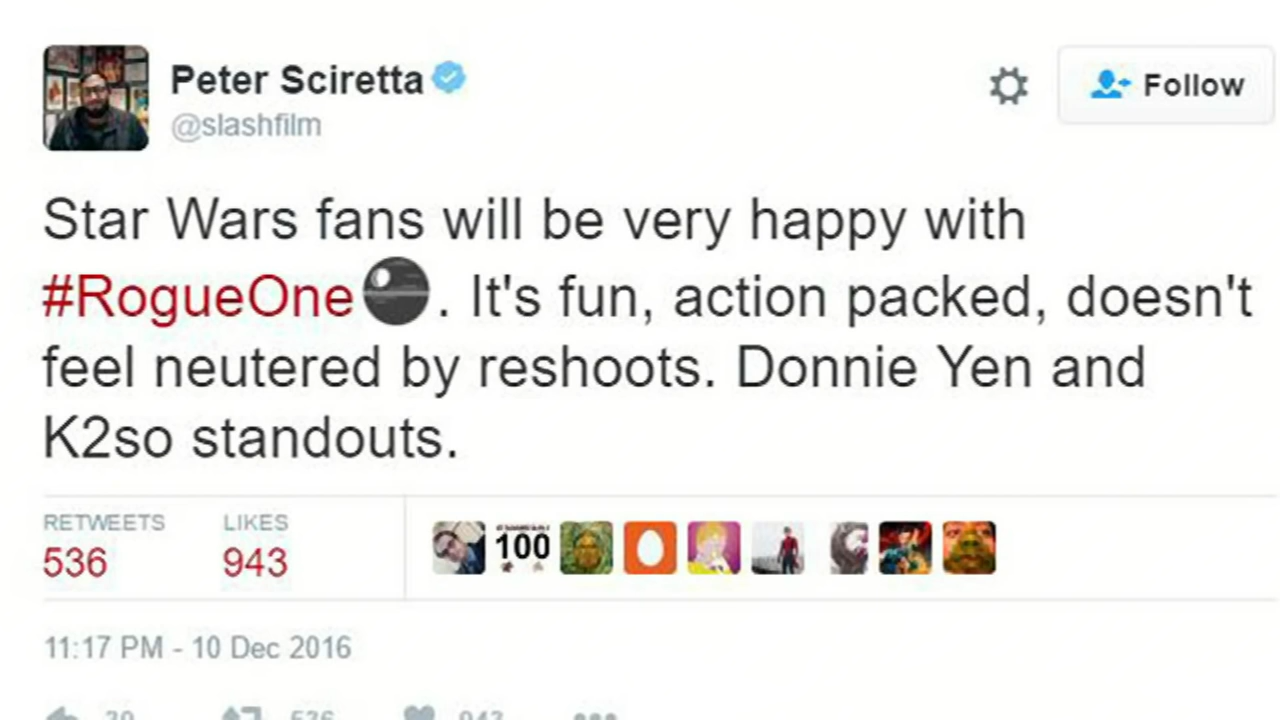 Peter Sciretta
@slashfilm
Follow
Star Wars fans will be very happy with
#RogueOne . It's fun, action packed, doesn't
feel neutered by reshoots. Donnie Yen and
K2so standouts.
RETWEETS LIKES
536 943
100
11:17 PM - 10 Dec 2016
536 943